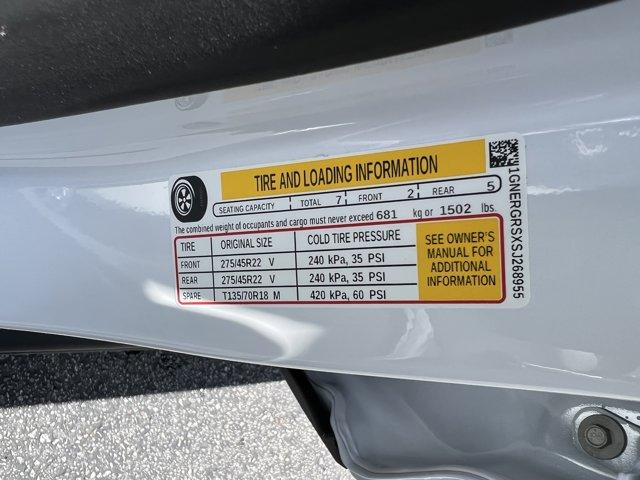 TIRE AND LOADING INFORMATION
SEATING CAPACITY TOTAL 7 FRONT 2 REAR 5
The combined weight of occupants and cargo must never exceed 681 kg or 1502 lbs.
TIRE ORIGINAL SIZE COLD TIRE PRESSURE
FRONT 275/45R22 V 240 kPa, 35 PSI
REAR 275/45R22 V 240 kPa, 35 PSI
SPARE T135/70R18 M 420 kPa, 60 PSI
SEE OWNER'S
MANUAL FOR
ADDITIONAL
INFORMATION
1GNERGRSXSJ268955